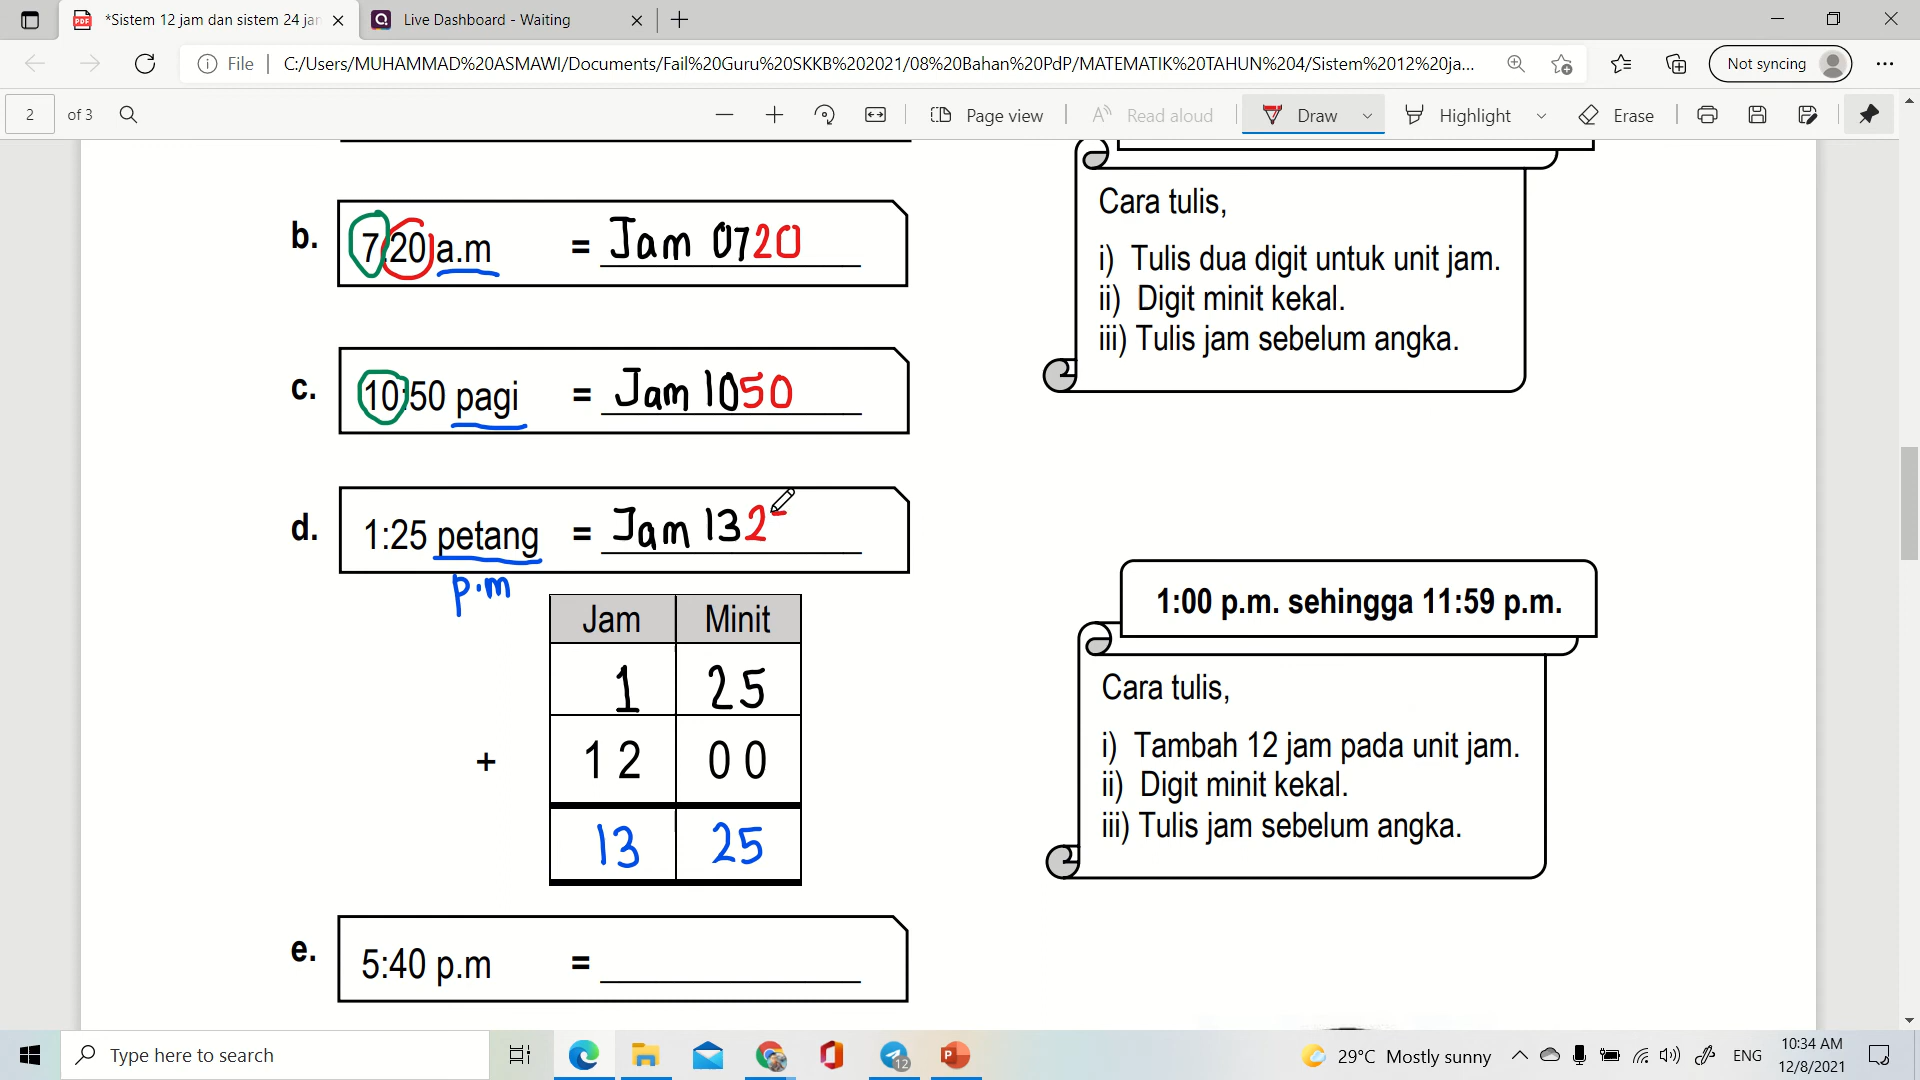 *Sistem 12 jam dan sistem 24 jar
Live Dashboard - Waiting
File
C:/Users/MUHAMMAD%20ASMAWI/Documents/Fail%20Guru%20SKKB%202021/08%20Bahan%20PdP/MATEMATIK%20TAHUN%204/Sistem%2012%20ja...
Not syncing
2 of 3
Page view
Read aloud
Draw
Highlight
Erase
b. 7:20 a.m = Jam 0720
c. 10:50 pagi = Jam 1050
d. 1:25 petang = Jam 132
p.m
Jam Minit
1 25
+ 12 00
13 25
e. 5:40 p.m = ____________
Cara tulis,
i) Tulis dua digit untuk unit jam.
ii) Digit minit kekal.
iii) Tulis jam sebelum angka.
1:00 p.m. sehingga 11:59 p.m.
Cara tulis,
i) Tambah 12 jam pada unit jam.
ii) Digit minit kekal.
iii) Tulis jam sebelum angka.
Type here to search
12
29°C Mostly sunny
ENG
10:34 AM
12/8/2021